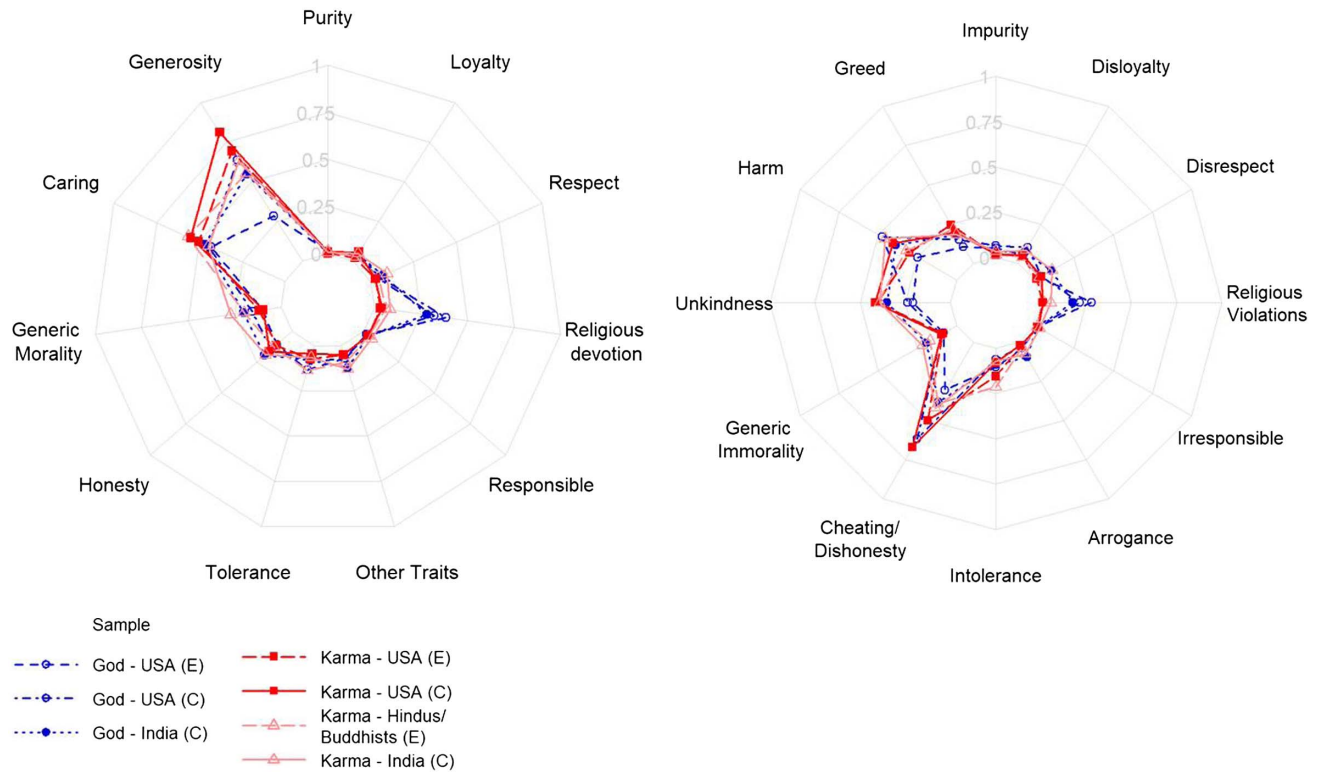 Purity
Generosity
Loyalty
Caring
Respect
Generic
Morality
Religious
devotion
Honesty
Responsible
Tolerance
Other Traits
1
0.75
0.5
0.25
0
Impurity
Greed
Disloyalty
Harm
Disrespect
Unkindness
Religious
Violations
Generic
Immorality
Irresponsible
Cheating/
Dishonesty
Arrogance
Intolerance
1
0.75
0.5
0.25
0
Sample
God - USA (E)
God - USA (C)
God - India (C)
Karma - USA (E)
Karma - USA (C)
Karma - Hindus/
Buddhists (E)
Karma - India (C)